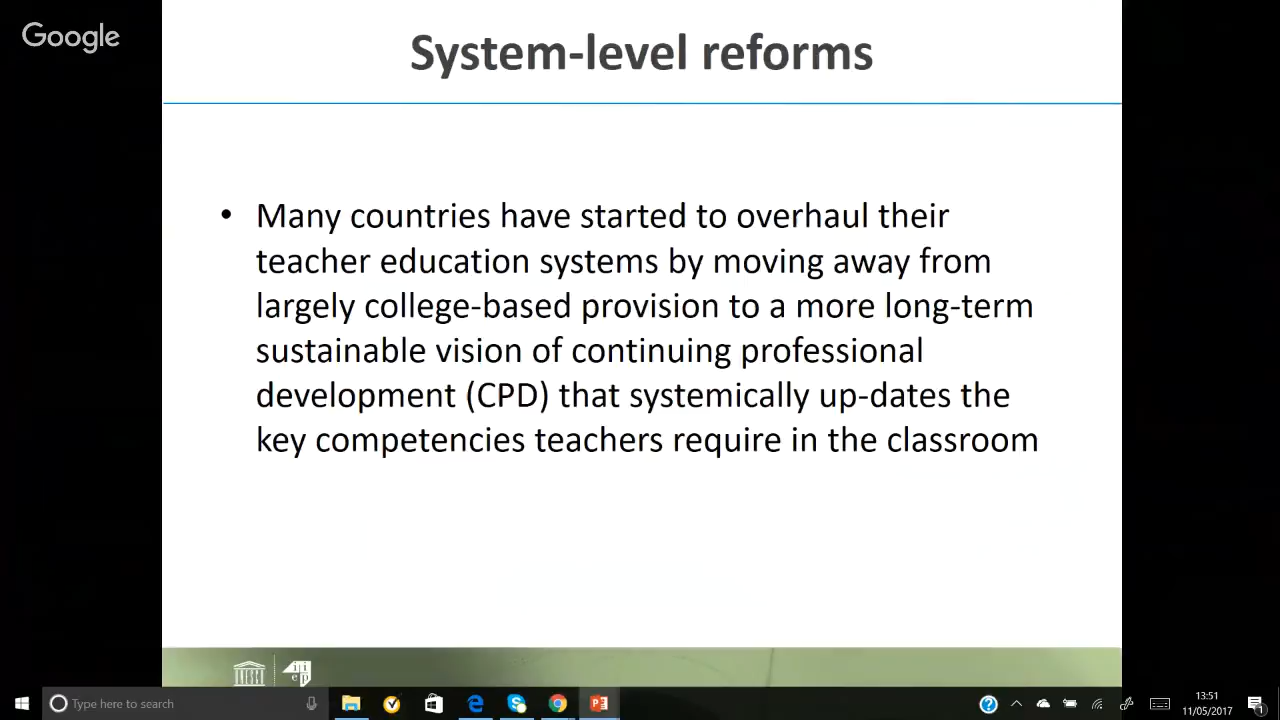 Google
System-level reforms
• Many countries have started to overhaul their
teacher education systems by moving away from
largely college-based provision to a more long-term
sustainable vision of continuing professional
development (CPD) that systemically up-dates the
key competencies teachers require in the classroom
iiep
Type here to search
13:51
11/05/2017
1